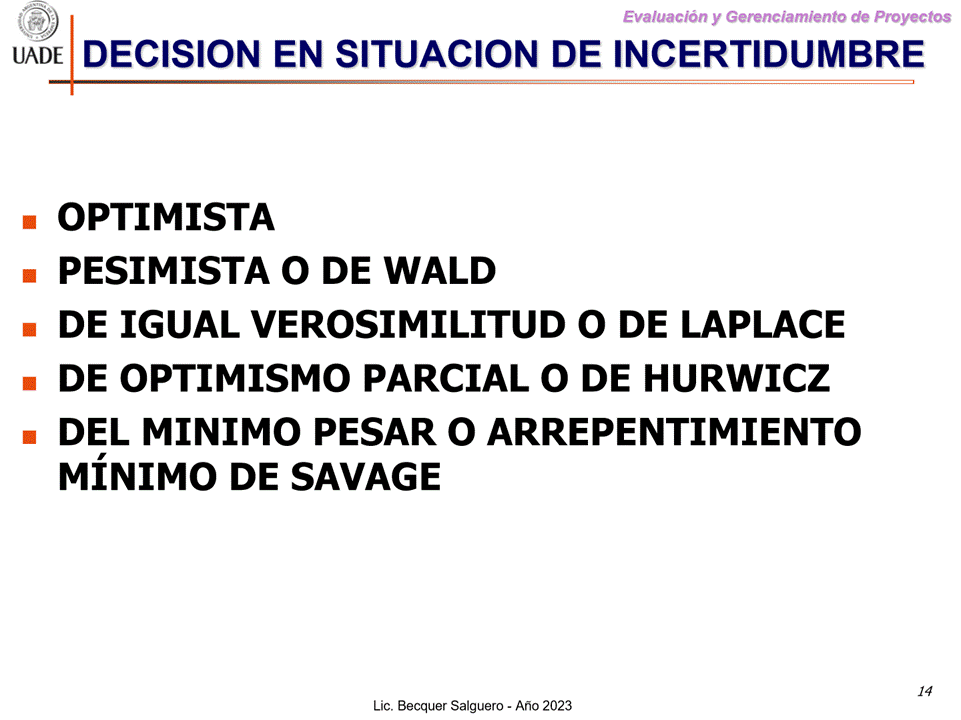 Evaluación y Gerenciamiento de Proyectos
UADE
DECISION EN SITUACION DE INCERTIDUMBRE
OPTIMISTA
PESIMISTA O DE WALD
DE IGUAL VEROSIMILITUD O DE LAPLACE
DE OPTIMISMO PARCIAL O DE HURWICZ
DEL MINIMO PESAR O ARREPENTIMIENTO
MÍNIMO DE SAVAGE
14
Lic. Becquer Salguero - Año 2023